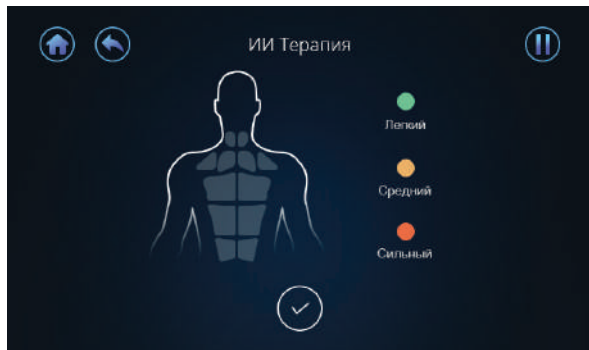 ИИ Терапия
Легкий
Средний
Сильный